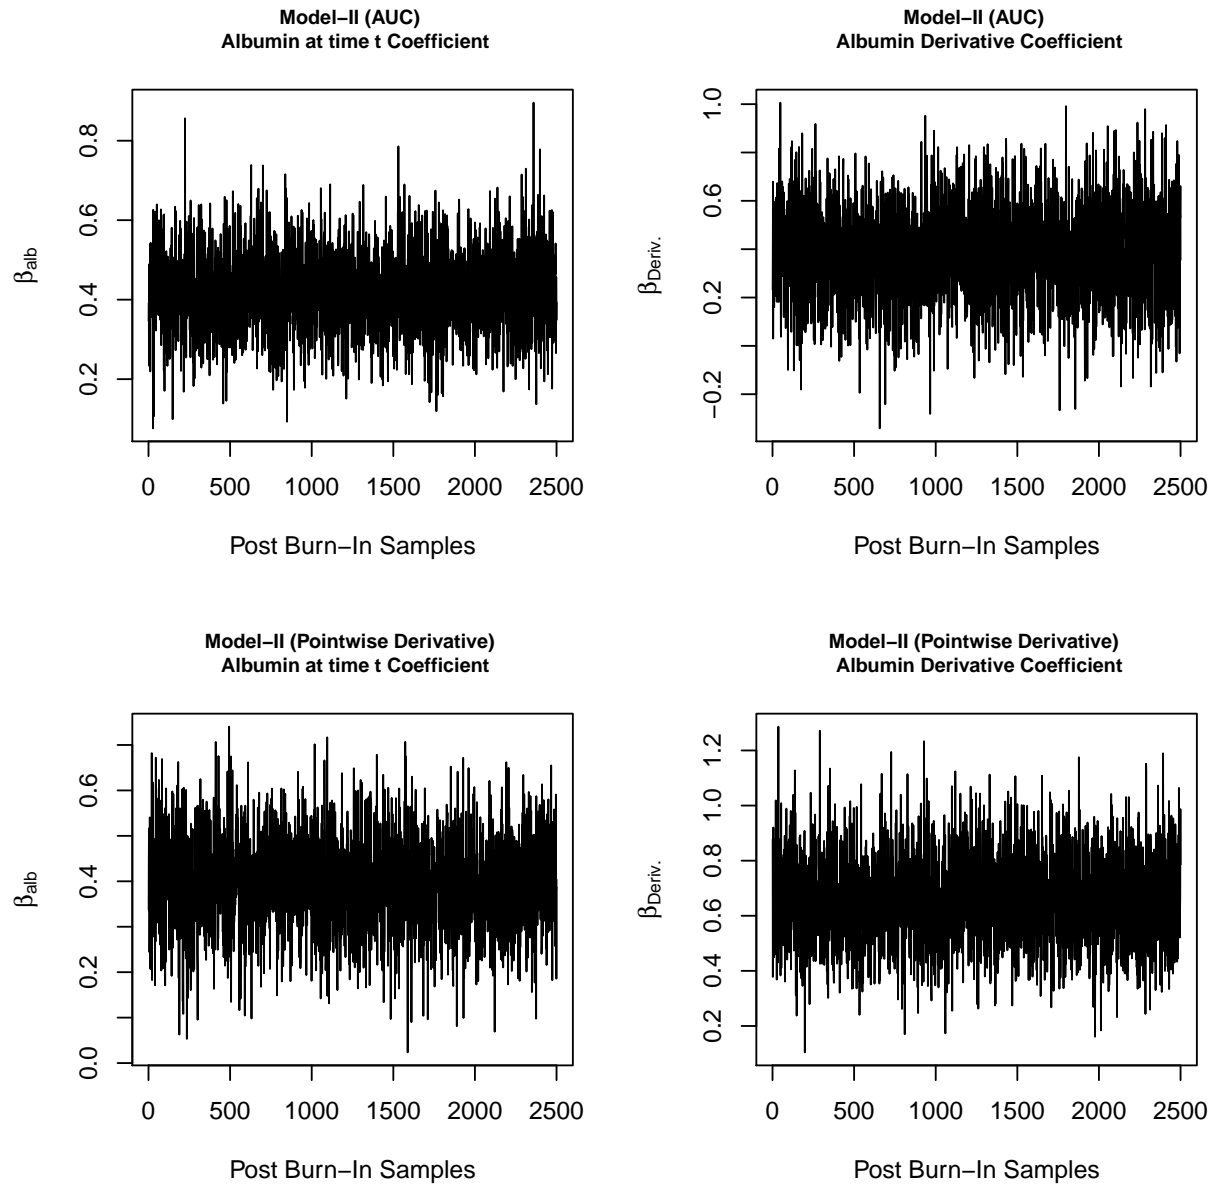 Model−II (AUC)
Albumin at time t Coefficient
βalb
0.2 0.4 0.6 0.8
0 500 1000 1500 2000 2500
Post Burn−In Samples
Model−II (AUC)
Albumin Derivative Coefficient
βDeriv.
−0.2 0.2 0.6 1.0
0 500 1000 1500 2000 2500
Post Burn−In Samples
Model−II (Pointwise Derivative)
Albumin at time t Coefficient
βalb
0.0 0.2 0.4 0.6
0 500 1000 1500 2000 2500
Post Burn−In Samples
Model−II (Pointwise Derivative)
Albumin Derivative Coefficient
βDeriv.
0.2 0.4 0.6 0.8 1.0 1.2
0 500 1000 1500 2000 2500
Post Burn−In Samples